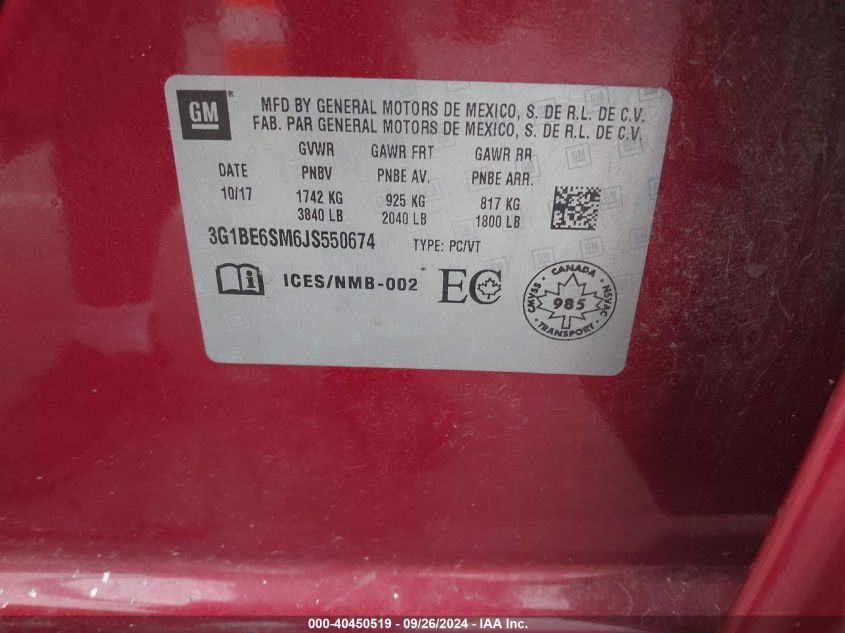 GM®
MFD BY GENERAL MOTORS DE MEXICO, S. DE R.L. DE C.V.
FAB. PAR GENERAL MOTORS DE MEXICO, S. DE R.L. DE C.V.
GVWR GAWR FRT GAWR RR
DATE PNBV PNBE AV. PNBE ARR.
10/17 1742 KG 925 KG 817 KG
3840 LB 2040 LB 1800 LB
3G1BE6SM6JS550674 TYPE: PC/VT
ICES/NMB-002 EC
CANADA
CMVSS 985 NSVAC
TRANSPORT
000-40450519 - 09/26/2024 - IAA Inc.